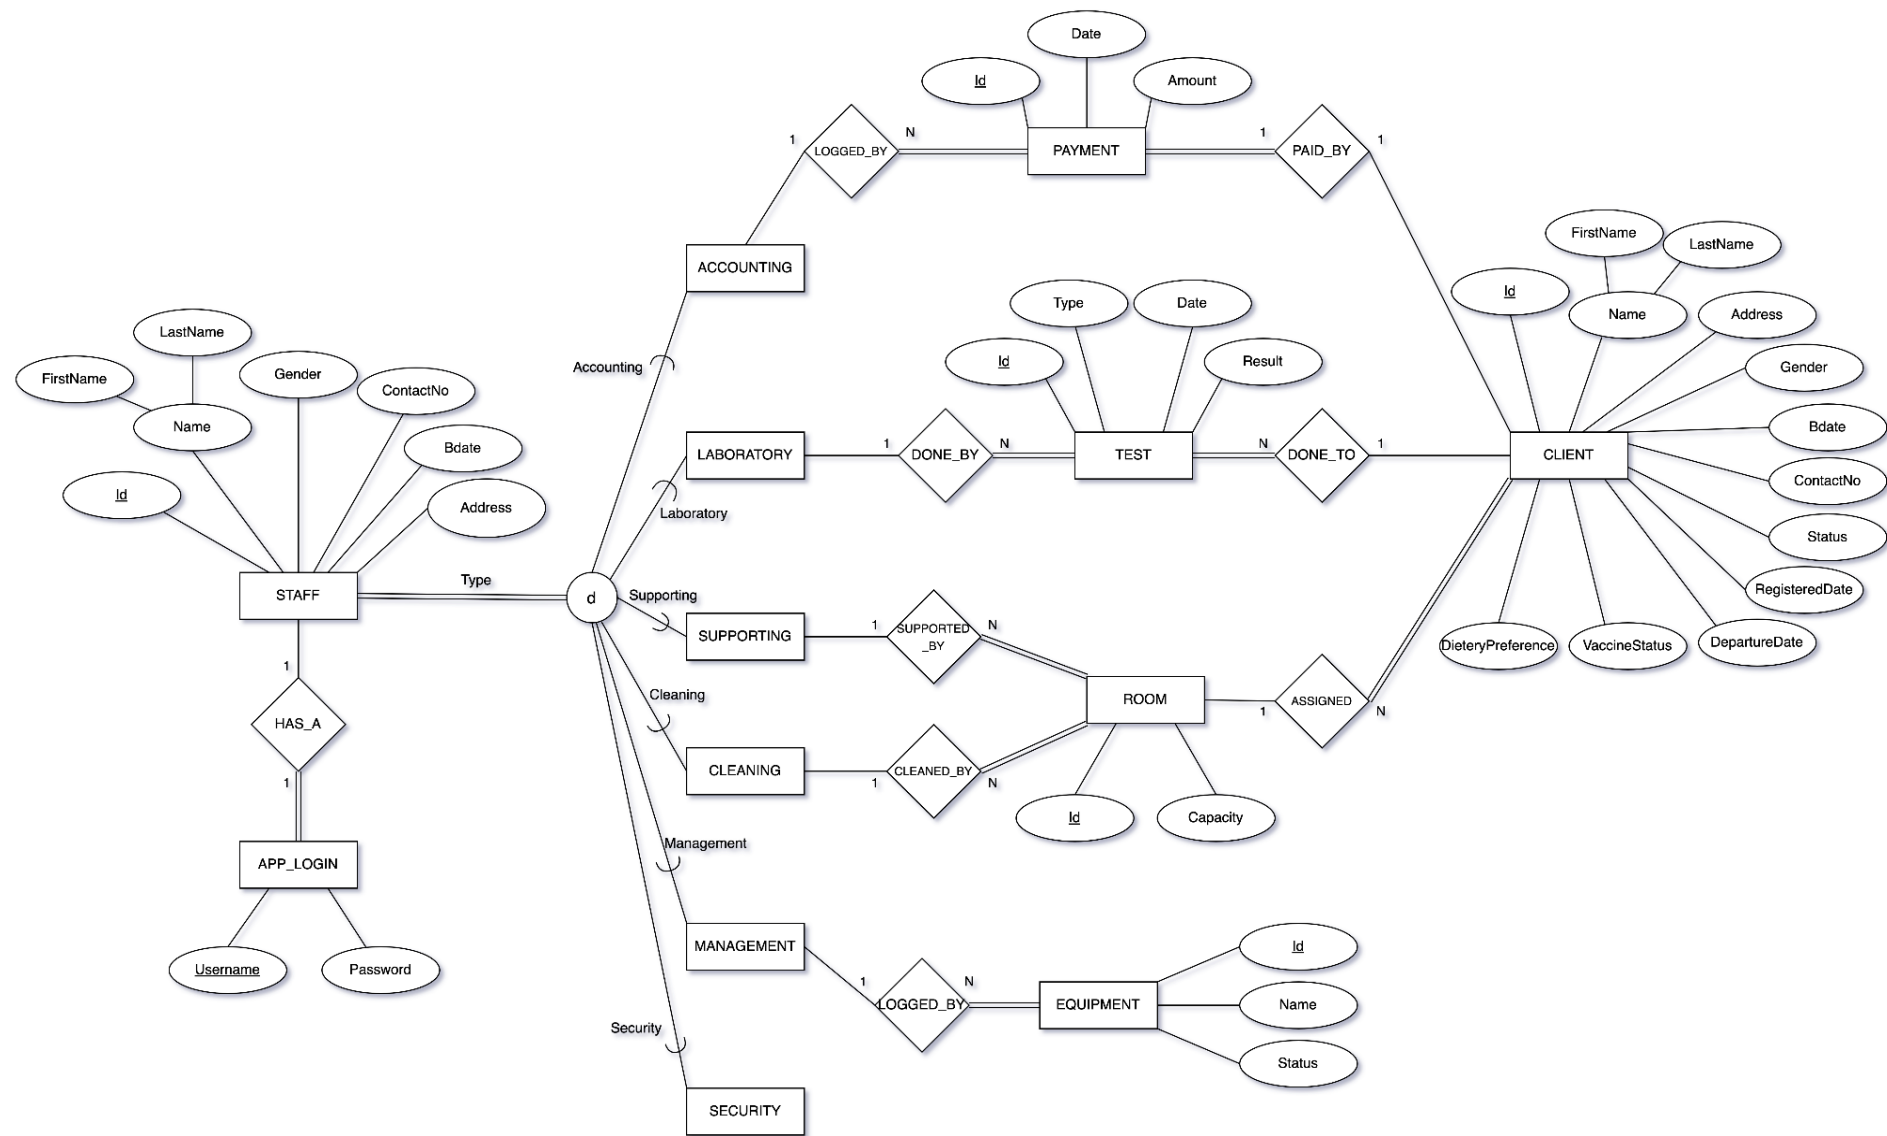 Date
Id
Amount
1
LOGGED_BY
N
PAYMENT
1
PAID_BY
1
ACCOUNTING
FirstName
LastName
Id
Name
Address
Gender
Bdate
ContactNo
Status
RegisteredDate
DepartureDate
VaccineStatus
DieteryPreference
CLIENT
Type
Date
Id
Result
LABORATORY
1
DONE_BY
N
TEST
N
DONE_TO
1
LastName
FirstName
Name
Gender
ContactNo
Bdate
Id
Address
STAFF
Type
d
Accounting
Laboratory
Supporting
Cleaning
Management
Security
SUPPORTING
1
SUPPORTED
_BY
N
ROOM
1
ASSIGNED
N
CLEANING
1
CLEANED_BY
N
Id
Capacity
1
HAS_A
1
APP_LOGIN
Username
Password
MANAGEMENT
1
LOGGED_BY
N
EQUIPMENT
Id
Name
Status
SECURITY